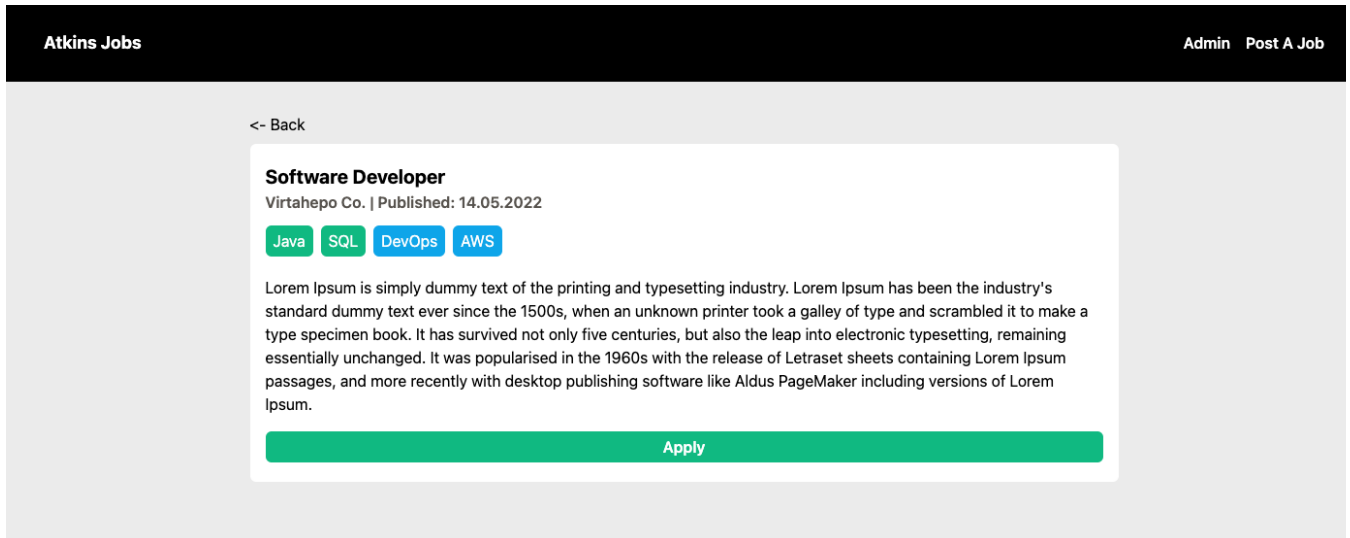 Atkins Jobs
Admin Post A Job
<- Back
Software Developer
Virtahepo Co. | Published: 14.05.2022
Java SQL DevOps AWS
Lorem Ipsum is simply dummy text of the printing and typesetting industry. Lorem Ipsum has been the industry's
standard dummy text ever since the 1500s, when an unknown printer took a galley of type and scrambled it to make a
type specimen book. It has survived not only five centuries, but also the leap into electronic typesetting, remaining
essentially unchanged. It was popularised in the 1960s with the release of Letraset sheets containing Lorem Ipsum
passages, and more recently with desktop publishing software like Aldus PageMaker including versions of Lorem
Ipsum.
Apply